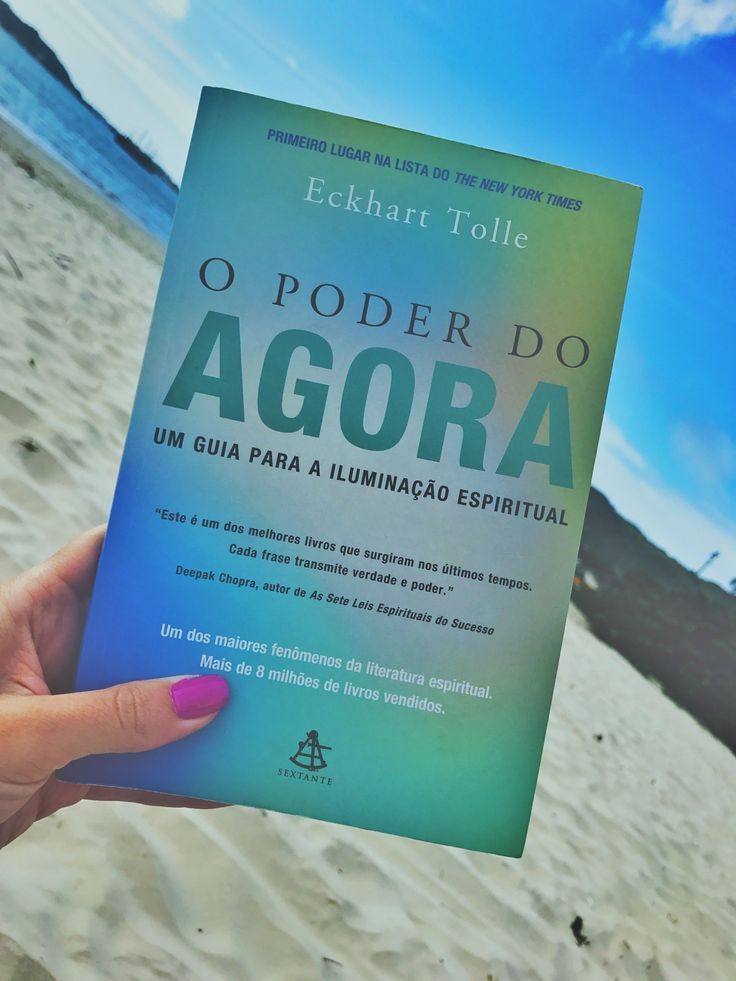 PRIMEIRO LUGAR NA LISTA DO THE NEW YORK TIMES
Eckhart Tolle
O PODER DO
AGORA
UM GUIA PARA A ILUMINAÇÃO ESPIRITUAL
“Este é um dos melhores livros que surgiram nos últimos tempos.
Cada frase transmite verdade e poder.”
Deepak Chopra, autor de As Sete Leis Espirituais do Sucesso
Um dos maiores fenômenos da literatura espiritual.
Mais de 8 milhões de livros vendidos.
SEXTANTE